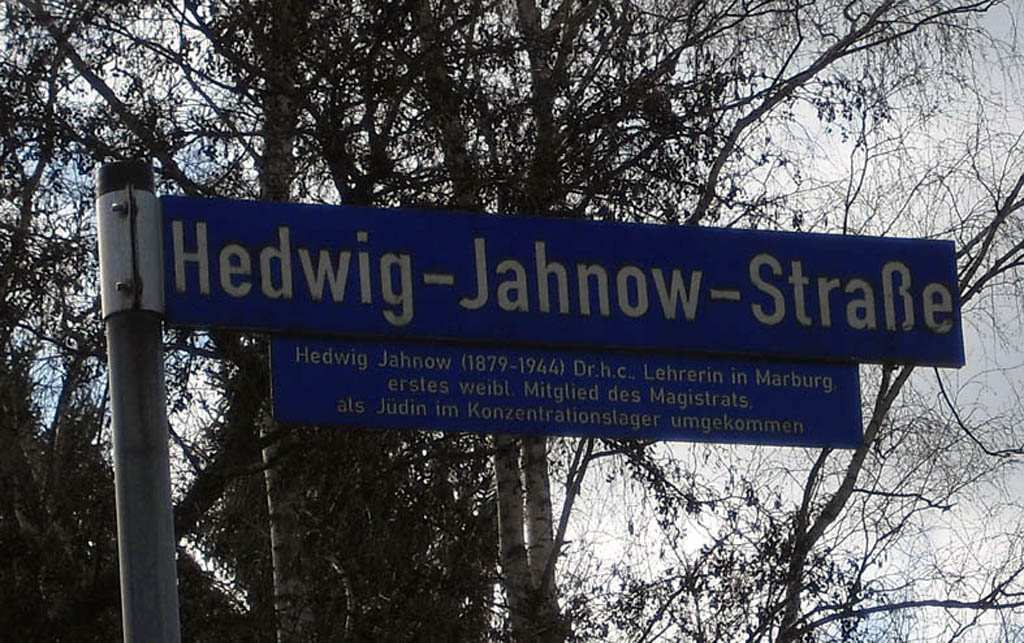 Hedwig-Jahnow-Straße
Hedwig Jahnow (1879-1944) Dr.h.c., Lehrerin in Marburg,
erstes weibl. Mitglied des Magistrats,
als Jüdin im Konzentrationslager umgekommen